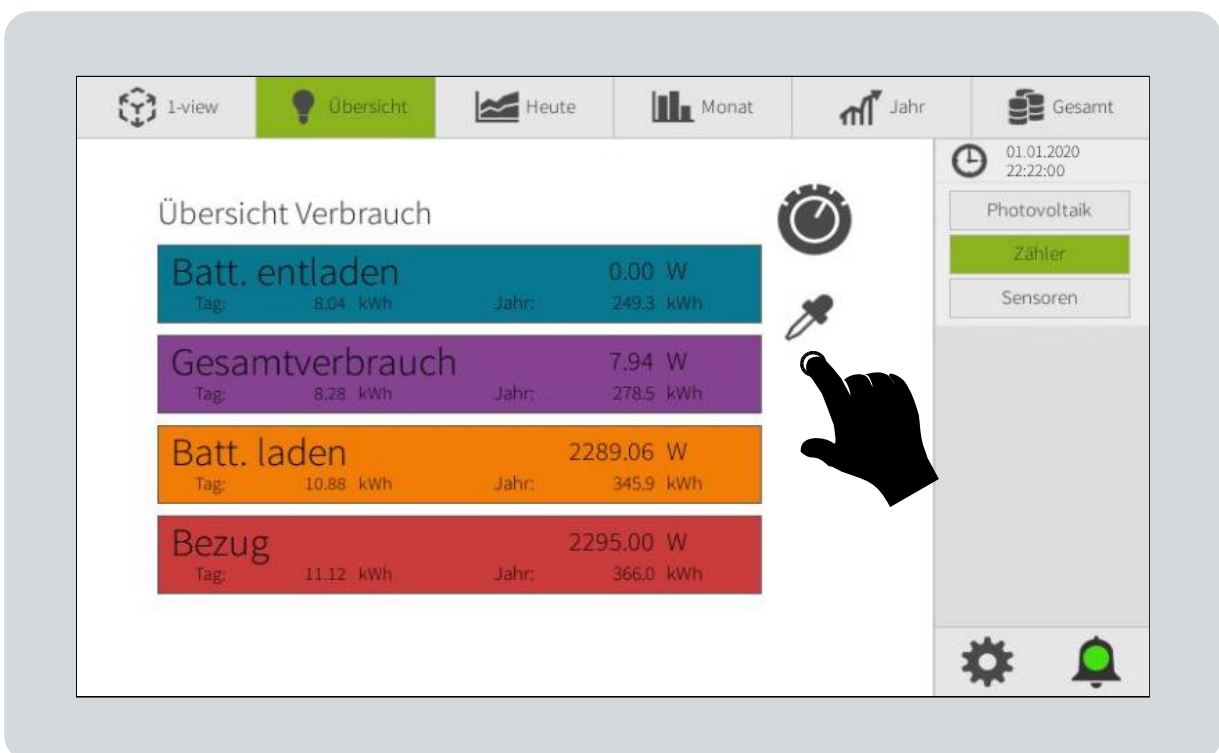 1-view Übersicht Heute Monat Jahr Gesamt
01.01.2020
22:22:00
Übersicht Verbrauch
Photovoltaik
Zähler
Sensoren
Batt. entladen 0.00 W
Tag: 8.04 kWh Jahr: 249.3 kWh
Gesamtverbrauch 7.94 W
Tag: 8.28 kWh Jahr: 278.5 kWh
Batt. laden 2289.06 W
Tag: 10.88 kWh Jahr: 345.9 kWh
Bezug 2295.00 W
Tag: 11.12 kWh Jahr: 366.0 kWh